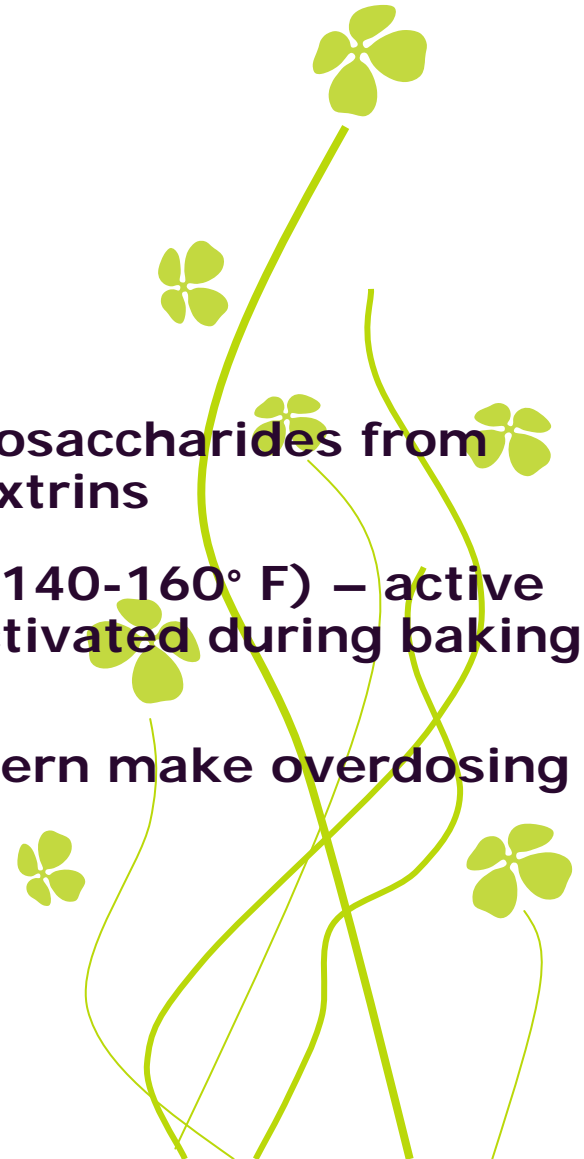 osaccharides from
xtrins
140-160° F) – active
tivated during baking
ern make overdosing